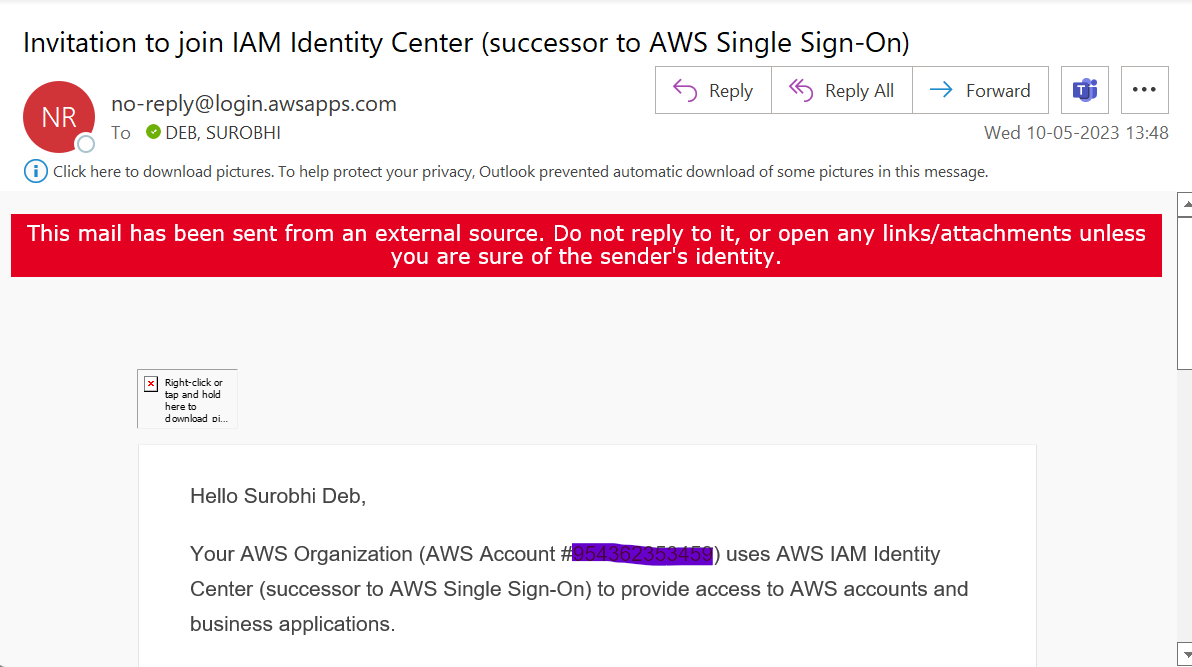 Invitation to join IAM Identity Center (successor to AWS Single Sign-On)
NR
no-reply@login.awsapps.com
To DEB, SUROBHI
Reply
Reply All
Forward
Wed 10-05-2023 13:48
Click here to download pictures. To help protect your privacy, Outlook prevented automatic download of some pictures in this message.
This mail has been sent from an external source. Do not reply to it, or open any links/attachments unless
you are sure of the sender's identity.
Right-click or
tap and hold
here to
download pi...
Hello Surobhi Deb,
Your AWS Organization (AWS Account #) uses AWS IAM Identity
Center (successor to AWS Single Sign-On) to provide access to AWS accounts and
business applications.